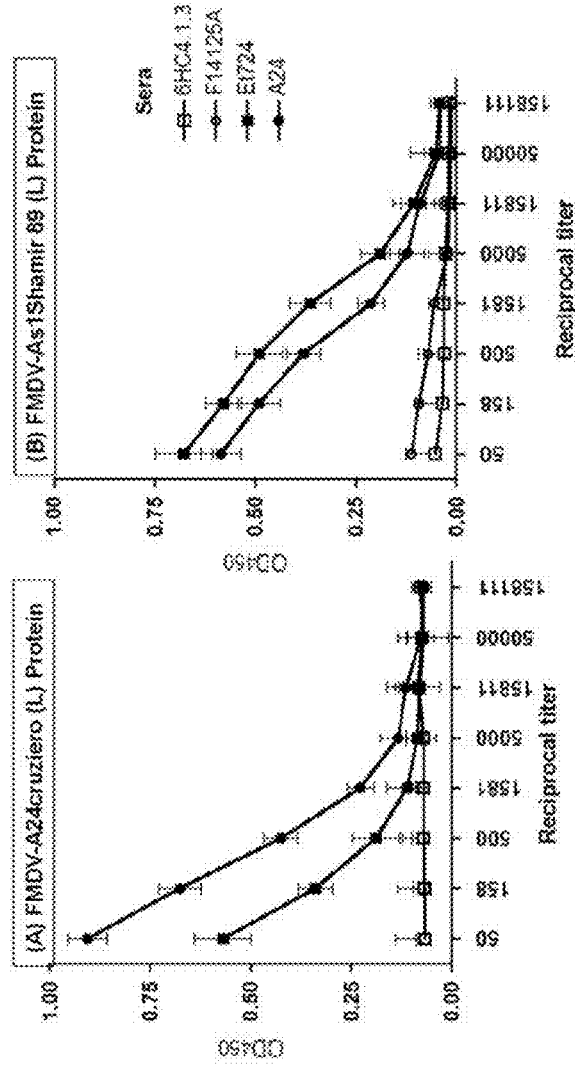 (A) FMDV-A24cruziero (L) Protein
OD450
1.00
0.75
0.50
0.25
0.00
50
158
500
1581
5000
15811
50000
158111
Reciprocal titer
(B) FMDV-As1Shamir 89 (L) Protein
OD450
1.00
0.75
0.50
0.25
0.00
50
158
500
1581
5000
15811
50000
158111
Reciprocal titer
Sera
6HC4.1.3
F14125A
Et724
A24